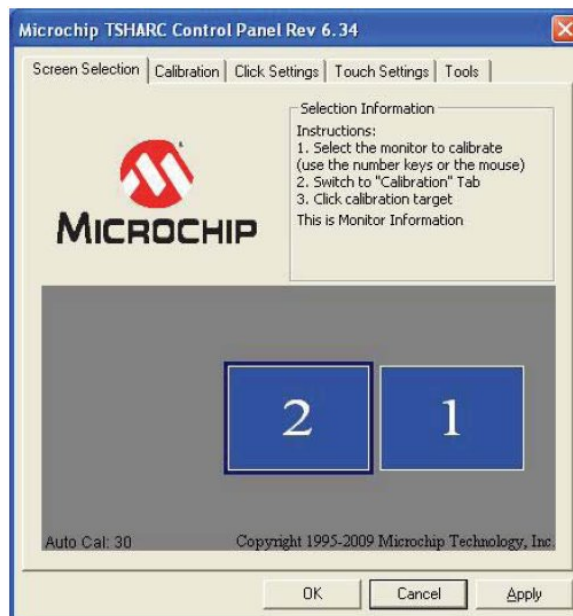 Microchip TSHARC Control Panel Rev 6.34
Screen Selection Calibration Click Settings Touch Settings Tools
Selection Information
Instructions:
1. Select the monitor to calibrate
(use the number keys or the mouse)
2. Switch to "Calibration" Tab
3. Click calibration target
This is Monitor Information
MICROCHIP
2 1
Auto Cal: 30 Copyright 1995-2009 Microchip Technology, Inc.
OK Cancel Apply